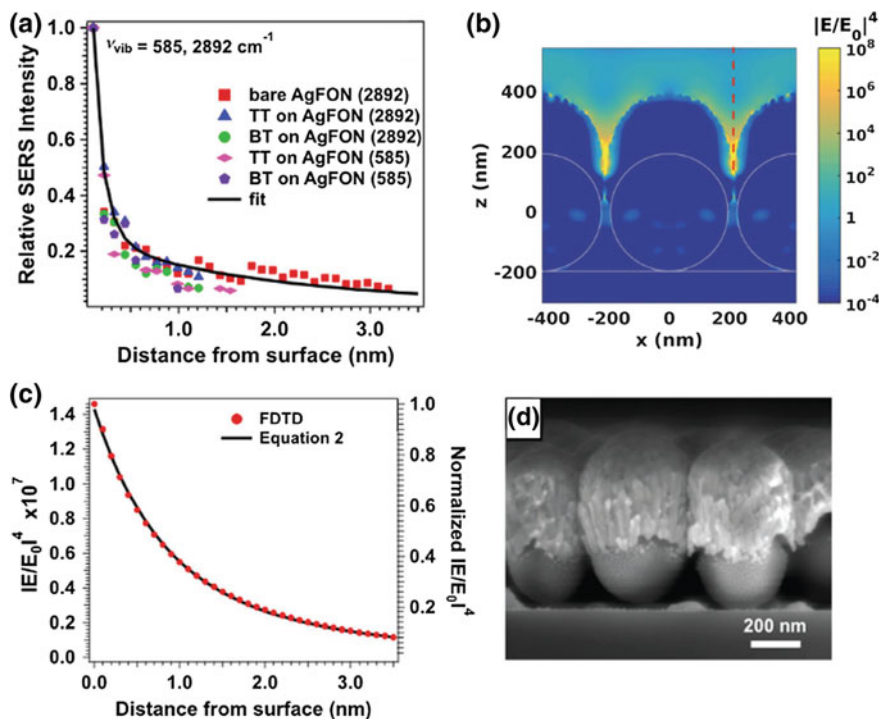 (a)
ν_vib = 585, 2892 cm⁻¹
bare AgFON (2892)
TT on AgFON (2892)
BT on AgFON (2892)
TT on AgFON (585)
BT on AgFON (585)
fit
1.0
0.8
0.6
0.4
0.2
Relative SERS Intensity
1.0
2.0
3.0
Distance from surface (nm)
(b)
|E/E₀|⁴
400
200
0
-200
z (nm)
-400
-200
0
200
400
x (nm)
10⁸
10⁶
10⁴
10²
1
10⁻²
10⁻⁴
(c)
FDTD
Equation 2
1.4
1.2
1.0
0.8
0.6
0.4
0.2
0.0
|E/E₀|⁴ x10⁷
1.0
0.8
0.6
0.4
0.2
Normalized |E/E₀|⁴
0.0
1.0
2.0
3.0
Distance from surface (nm)
(d)
200 nm